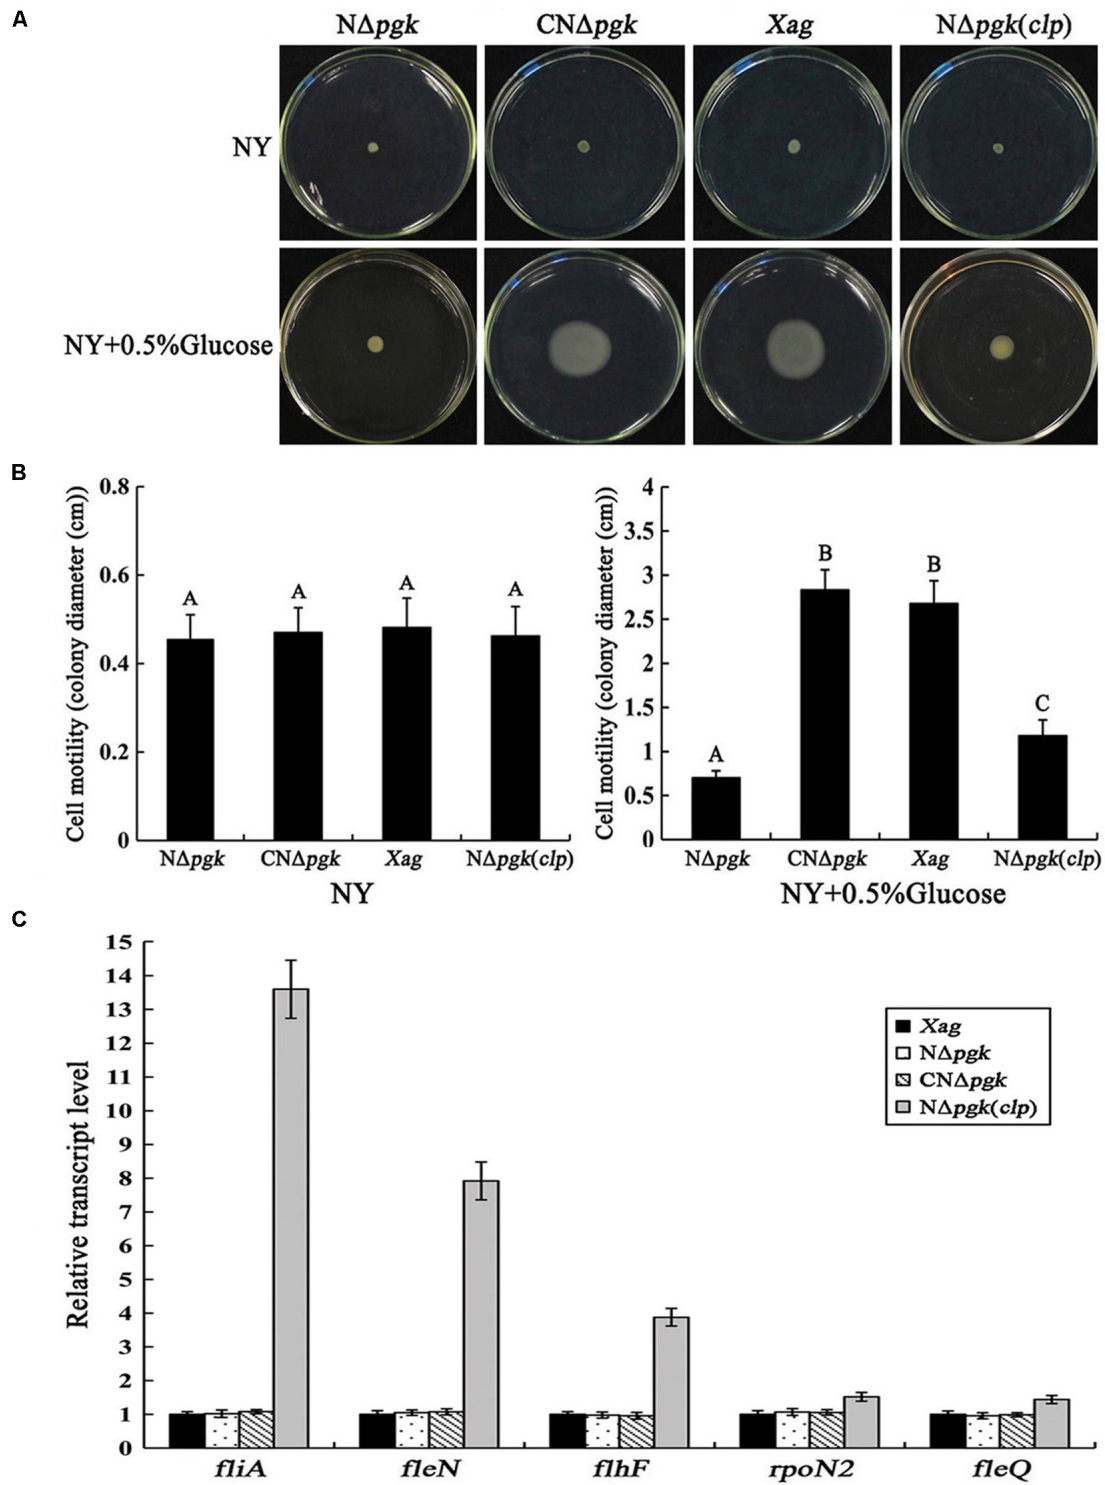 A
NΔpgk CNΔpgk Xag NΔpgk(clp)
NY
NY+0.5%Glucose
B
Cell motility (colony diameter (cm))
0.8
0.6
0.4
0.2
0
A A A A
NΔpgk CNΔpgk Xag NΔpgk(clp)
NY
Cell motility (colony diameter (cm))
4
3.5
3
2.5
2
1.5
1
0.5
0
A B B C
NΔpgk CNΔpgk Xag NΔpgk(clp)
NY+0.5%Glucose
C
Relative transcript level
15
14
13
12
11
10
9
8
7
6
5
4
3
2
1
0
Xag
NΔpgk
CNΔpgk
NΔpgk(clp)
fliA fleN flhF rpoN2 fleQ